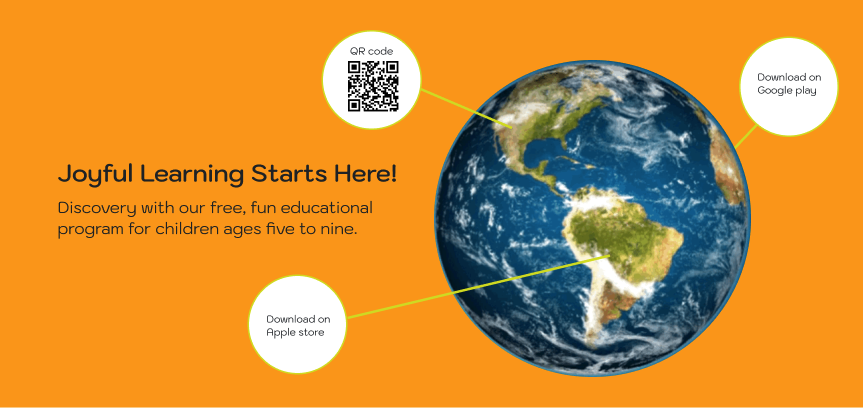 QR code
Download on
Google play
Joyful Learning Starts Here!
Discovery with our free, fun educational
program for children ages five to nine.
Download on
Apple store